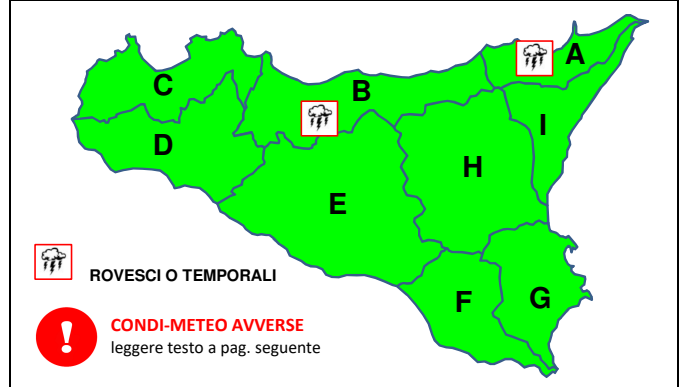 A
C
B
I
D
H
E
ROVESCI O TEMPORALI
F
G
!
CONDI-METEO AVVERSE
leggere testo a pag. seguente